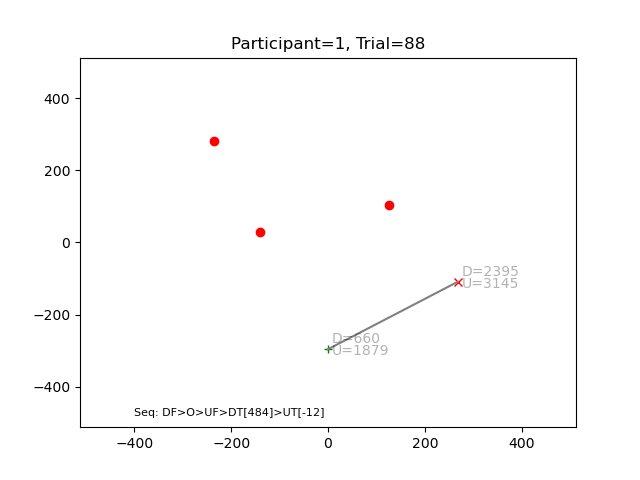 Participant=1, Trial=88
400
200
0
−200
−400
D=2395
U=3145
D=660
U=1879
Seq: DF>O>UF>DT[484]>UT[-12]
−400
−200
0
200
400